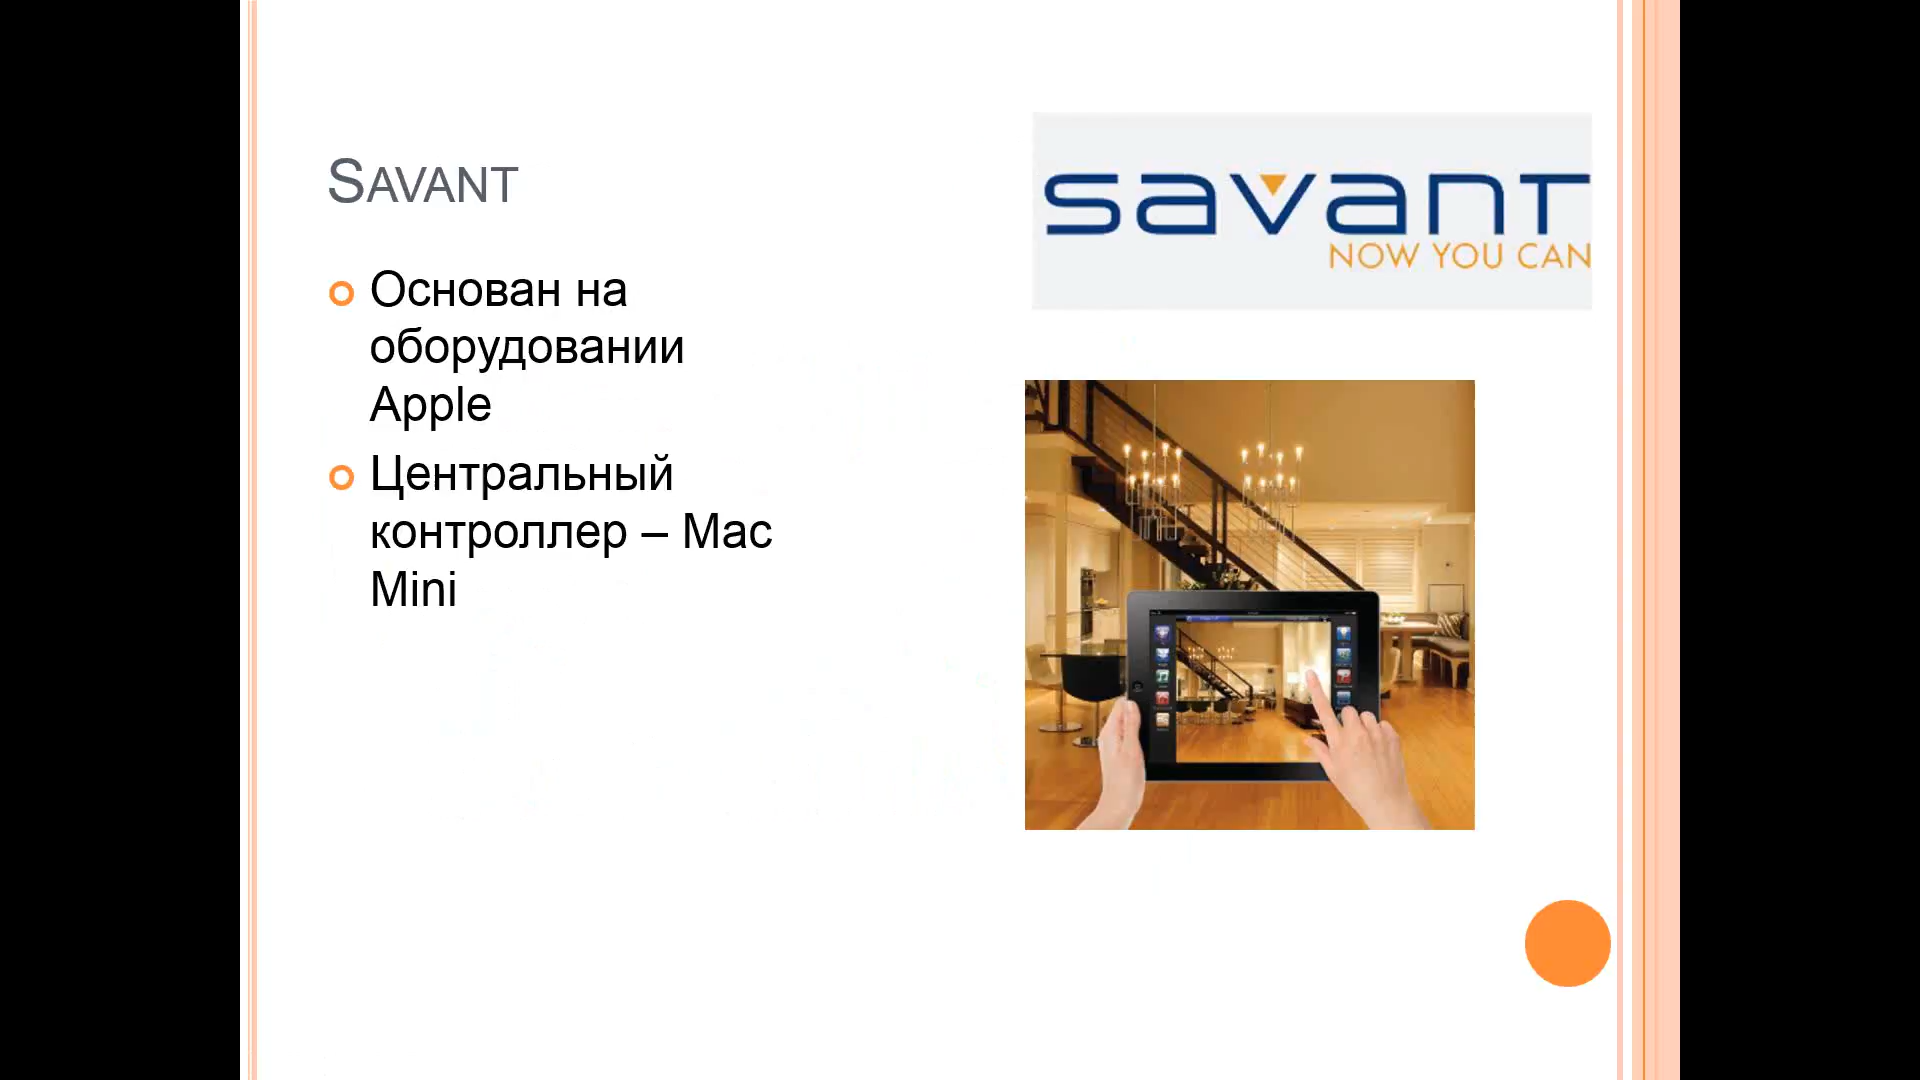 SAVANT
savant
NOW YOU CAN
Основан на
оборудовании
Apple
Центральный
контроллер – Mac
Mini